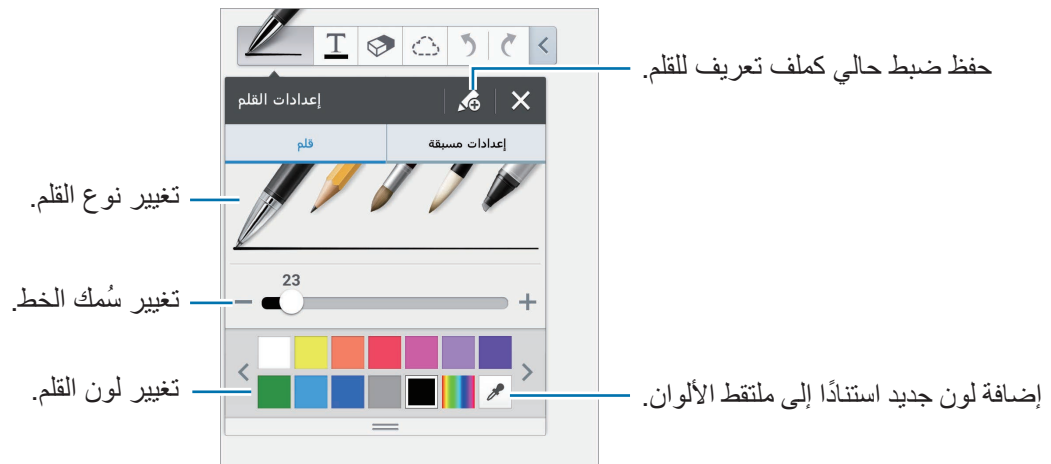 T
حفظ ضبط حالي كملف تعريف للقلم.
إعدادات القلم
إعدادات مسبقة
قلم
تغيير نوع القلم.
23
تغيير سُمك الخط.
تغيير لون القلم.
إضافة لون جديد استنادًا إلى ملتقط الألوان.